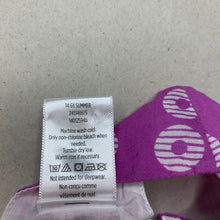 14 GX SUMMER
Machine wash cold.
Only non-chlorine bleach when
needed.
Tumble dry low.
Warm iron if necessary.
Not intended for sleepwear.
Non conçu comme
vêtement de nuit.